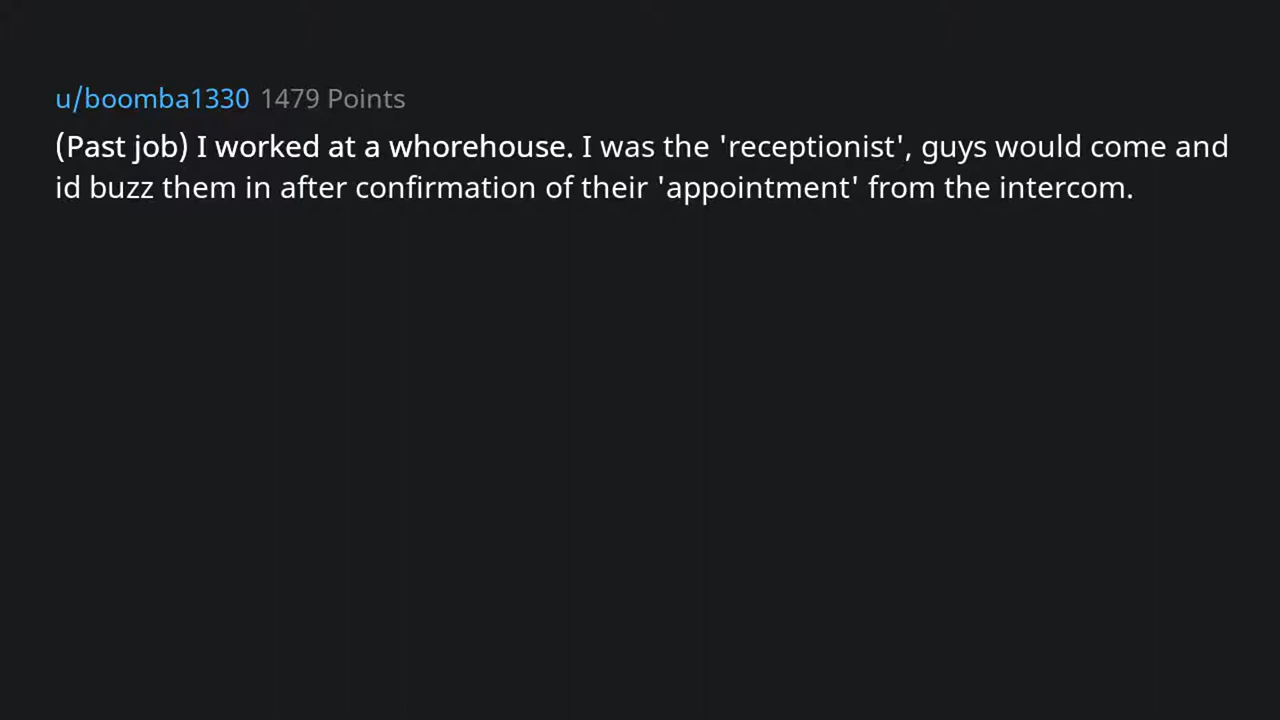 u/boomba1330 1479 Points
(Past job) I worked at a whorehouse. I was the 'receptionist', guys would come and
id buzz them in after confirmation of their 'appointment' from the intercom.